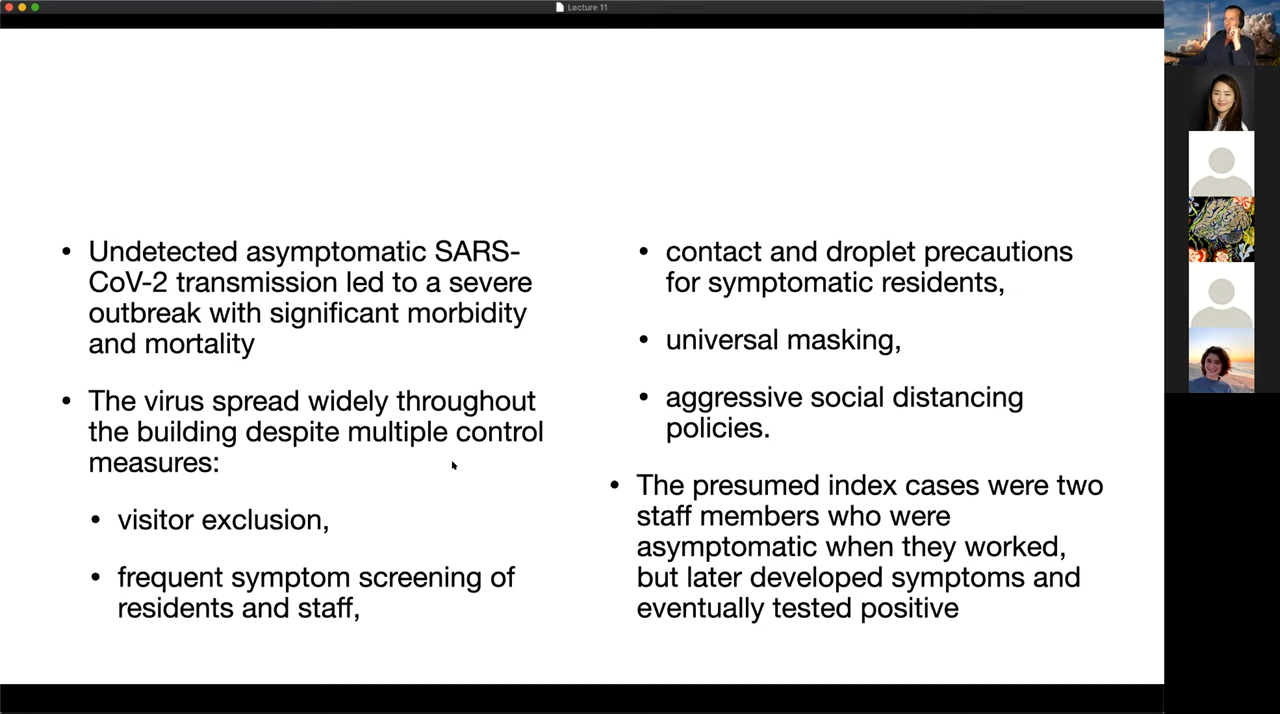 Lecture 11
• Undetected asymptomatic SARS-
CoV-2 transmission led to a severe
outbreak with significant morbidity
and mortality
• The virus spread widely throughout
the building despite multiple control
measures:
• visitor exclusion,
• frequent symptom screening of
residents and staff,
• contact and droplet precautions
for symptomatic residents,
• universal masking,
• aggressive social distancing
policies.
• The presumed index cases were two
staff members who were
asymptomatic when they worked,
but later developed symptoms and
eventually tested positive